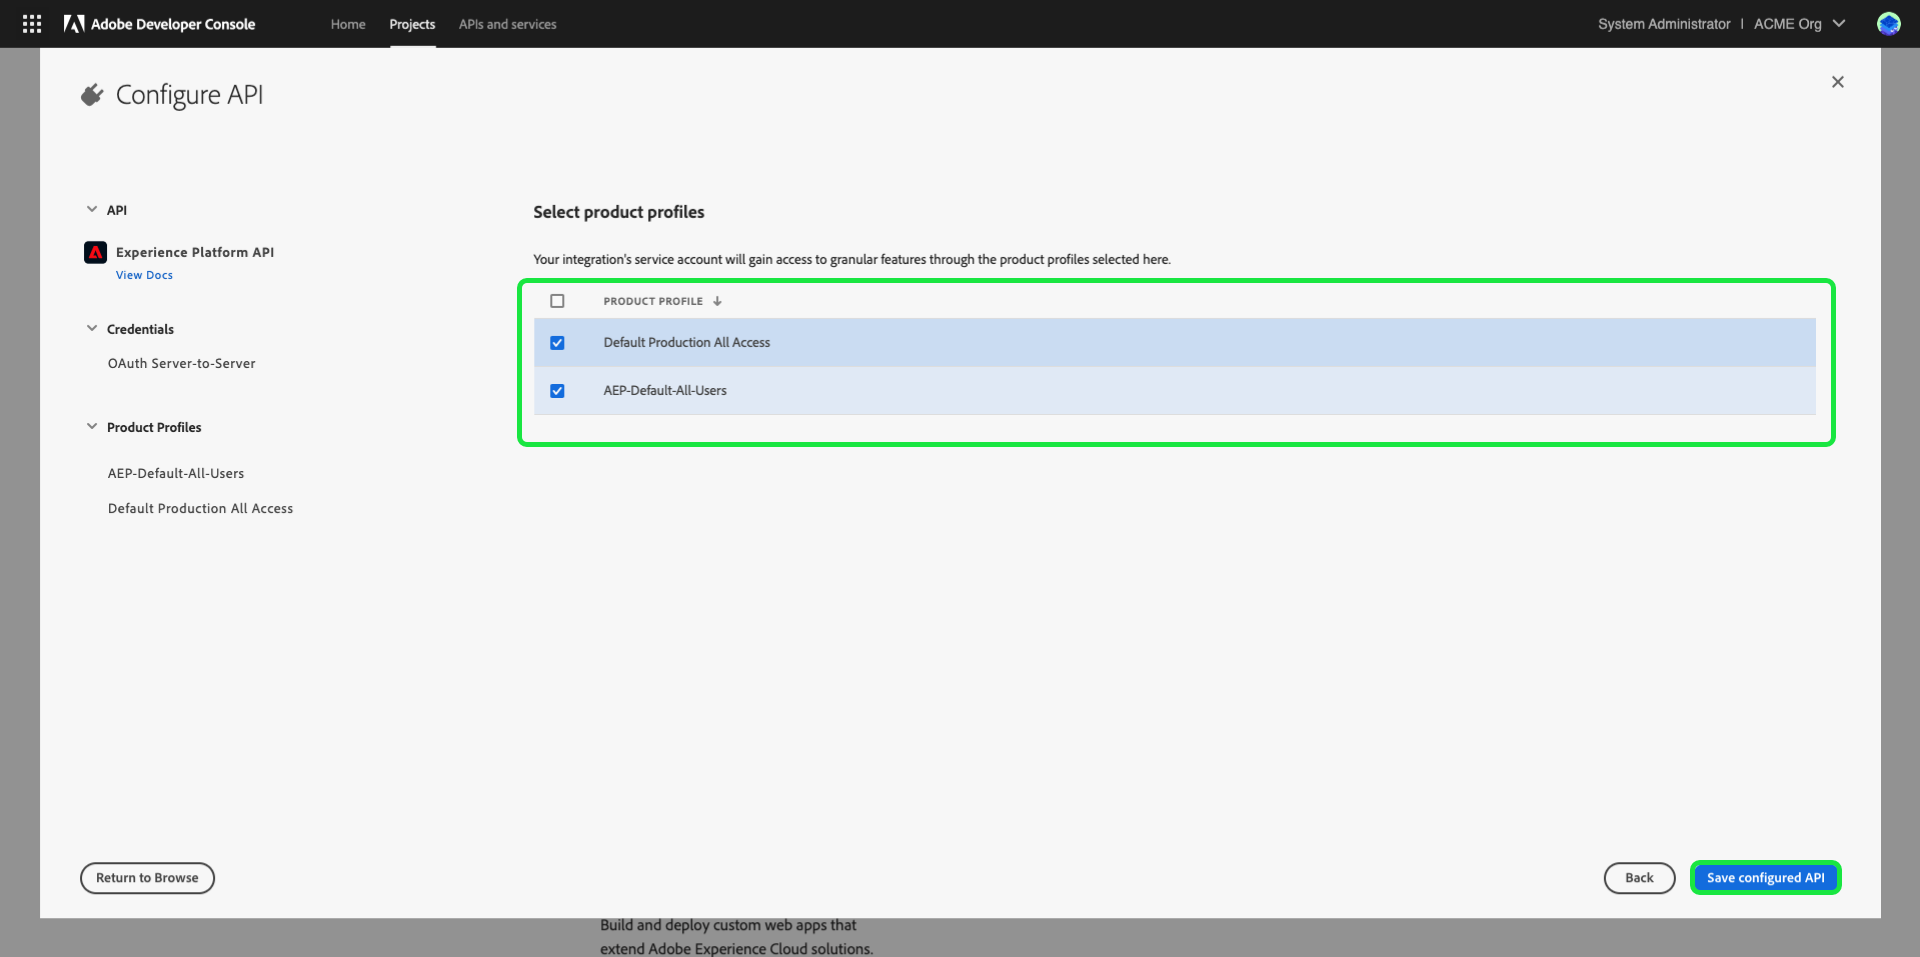 Adobe Developer Console
Home
Projects
APIs and services
System Administrator | ACME Org
Configure API
API
Experience Platform API
View Docs
Credentials
OAuth Server-to-Server
Product Profiles
AEP-Default-All-Users
Default Production All Access
Select product profiles
Your integration's service account will gain access to granular features through the product profiles selected here.
PRODUCT PROFILE
Default Production All Access
AEP-Default-All-Users
Return to Browse
Back
Save configured API
Build and deploy custom web apps that
extend Adobe Experience Cloud solutions.